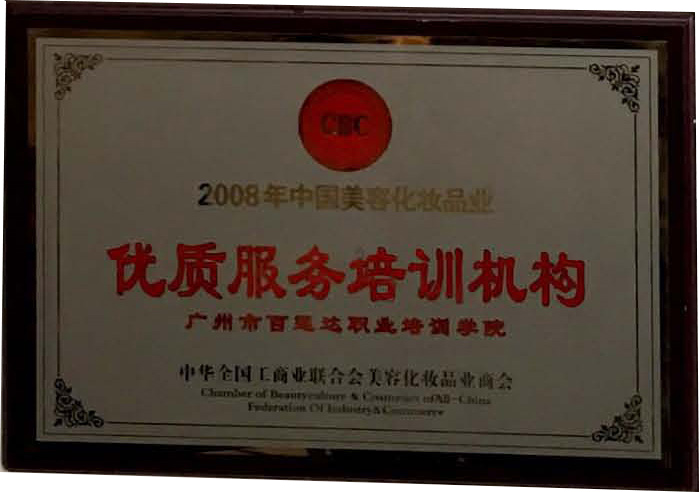 CBC
2008年中国美容化妆品业
优质服务培训机构
广州市百思达职业培训学院
中华全国工商业联合会美容化妆品业商会
Chamber of Beautyculture & Cosmetics of All-China
Federation Of Industry&Commerce